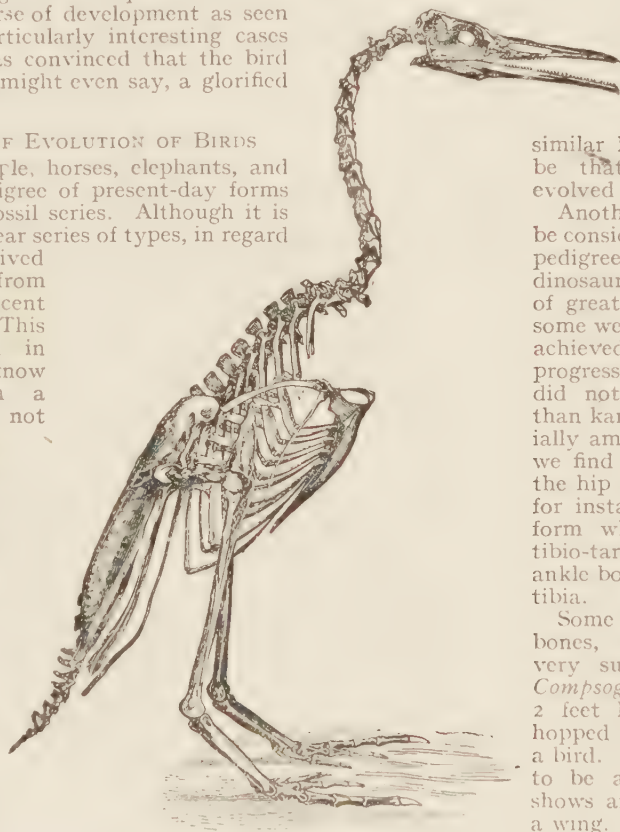 rse of development as seen
rticularly interesting cases
as convinced that the bird
might even say, a glorified
F EVOLUTION OF BIRDS
ple, horses, elephants, and
igree of present-day forms
ossil series. Although it is
ear series of types, in regard
ived
from
cent
This
in
know
a
not
similar
be that
evolved
Anoth
be consid
pedigree
dinosaur
of great
some we
achieved
progress
did not
than kan
ially am
we find
the hip
for insta
form w
tibio-tar
ankle bo
tibia.
Some
bones,
very su
Compsog
2 feet
hopped
a bird.
to be a
shows a
a wing.